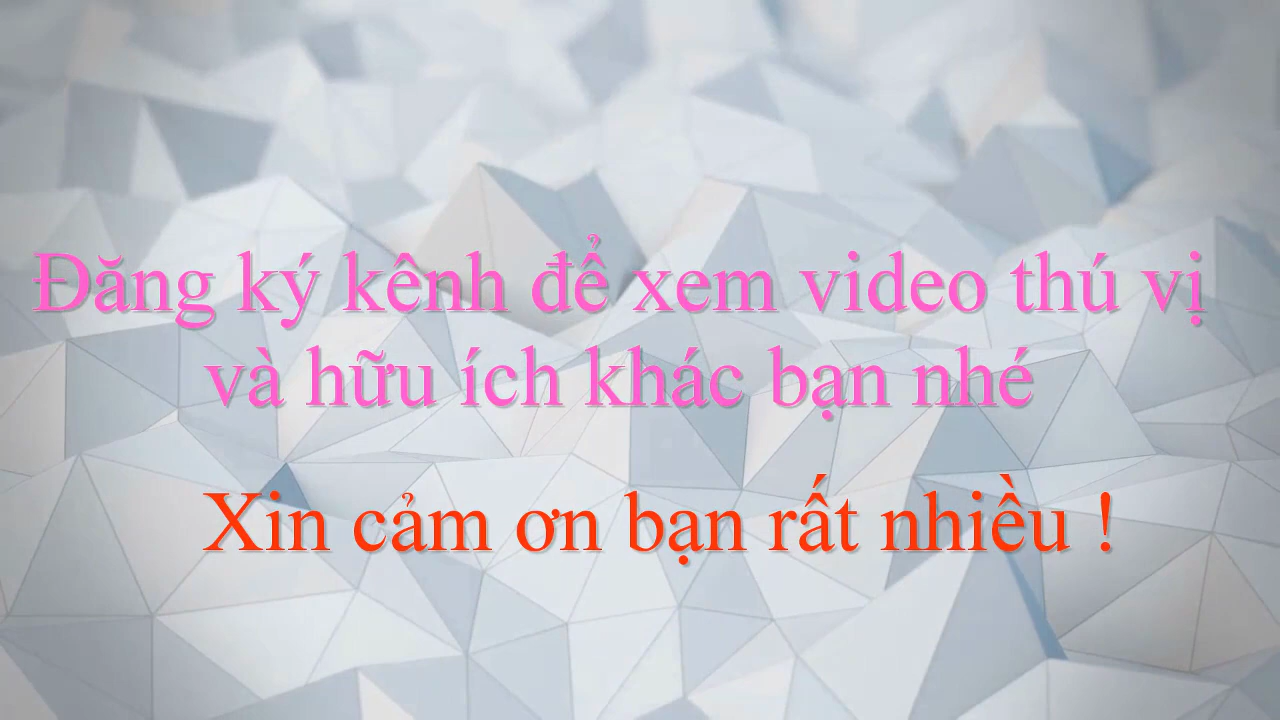 Đăng ký kênh để xem video thú vị
và hữu ích khác bạn nhé
Xin cảm ơn bạn rất nhiều !